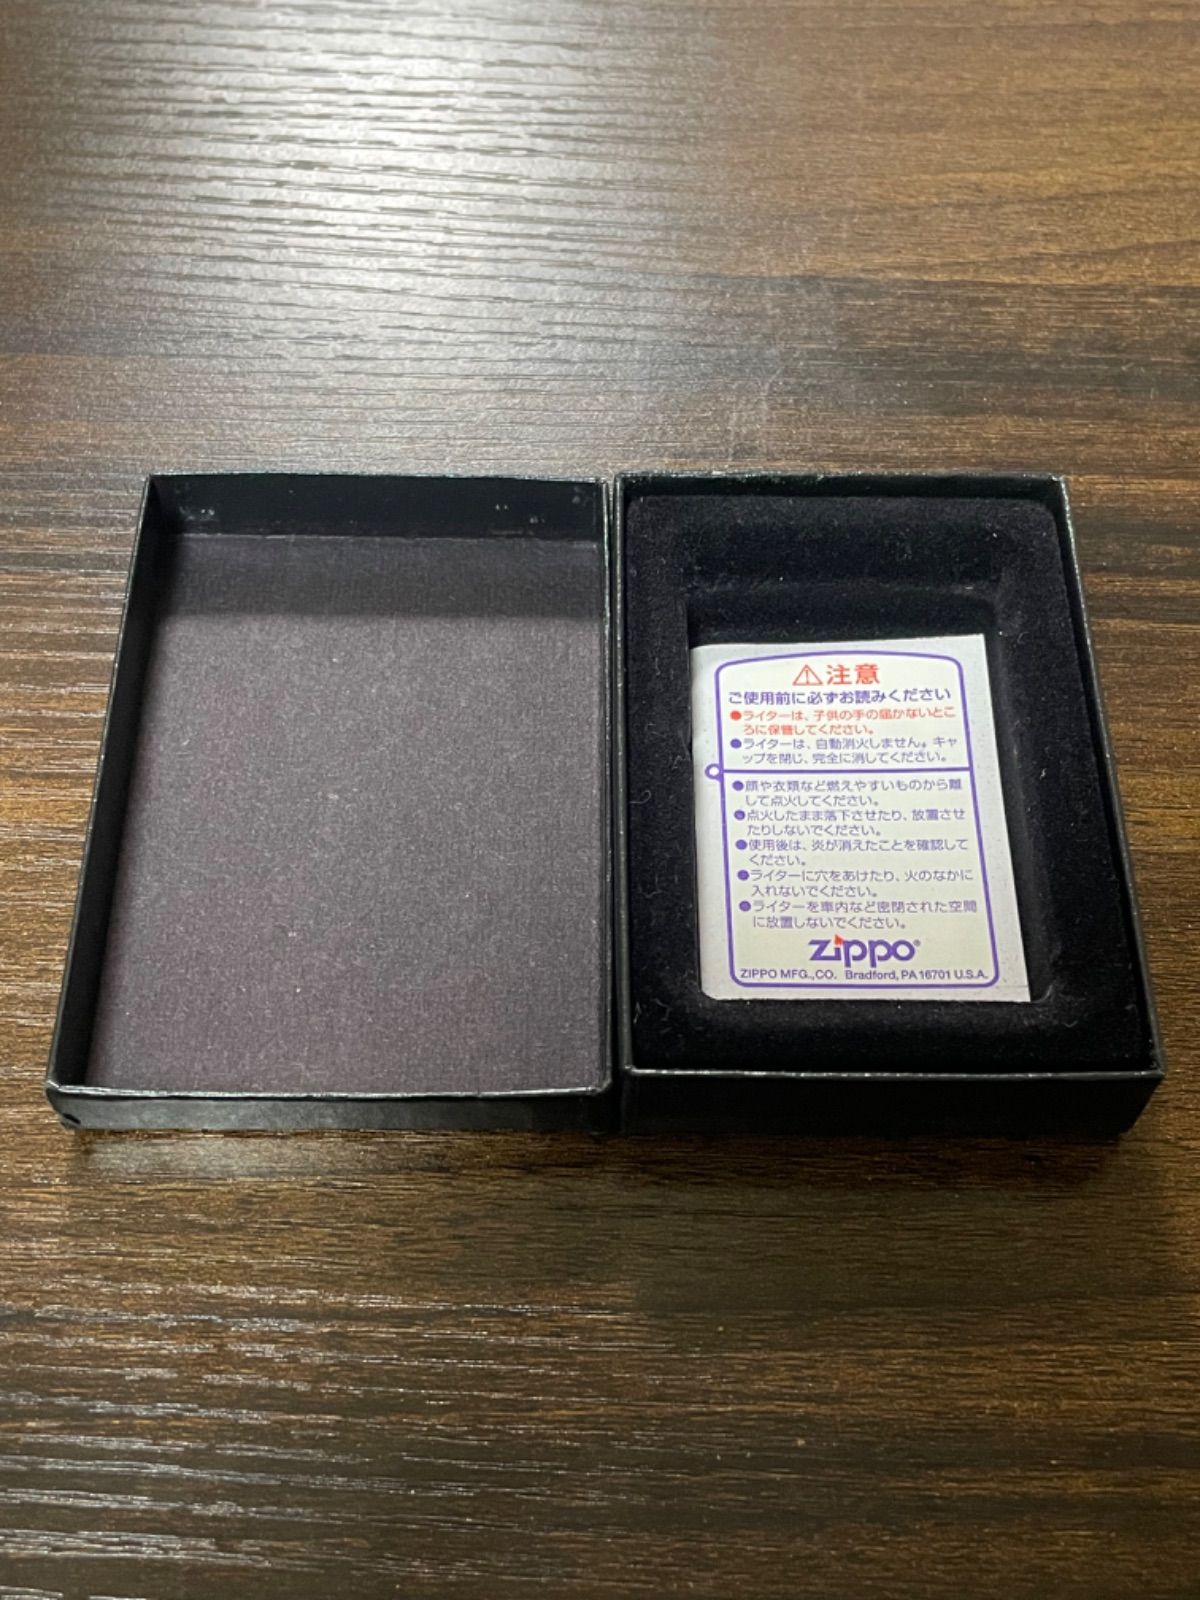 ⚠注意
ご使用前に必ずお読みください
●ライターは、子供の手の届かないとこ
ろに保管してください。
●ライターは、自動消火しません。キャ
ップを閉じ、完全に消してください。
●顔や衣類など燃えやすいものから離
して点火してください。
●点火したまま落下させたり、放置させ
たりしないでください。
●使用後は、炎が消えたことを確認して
ください。
●ライターに穴をあけたり、火のなかに
入れないでください。
●ライターを車内など密閉された空間
に放置しないでください。
Zippo®
ZIPPO MFG.,CO. Bradford, PA 16701 U.S.A.